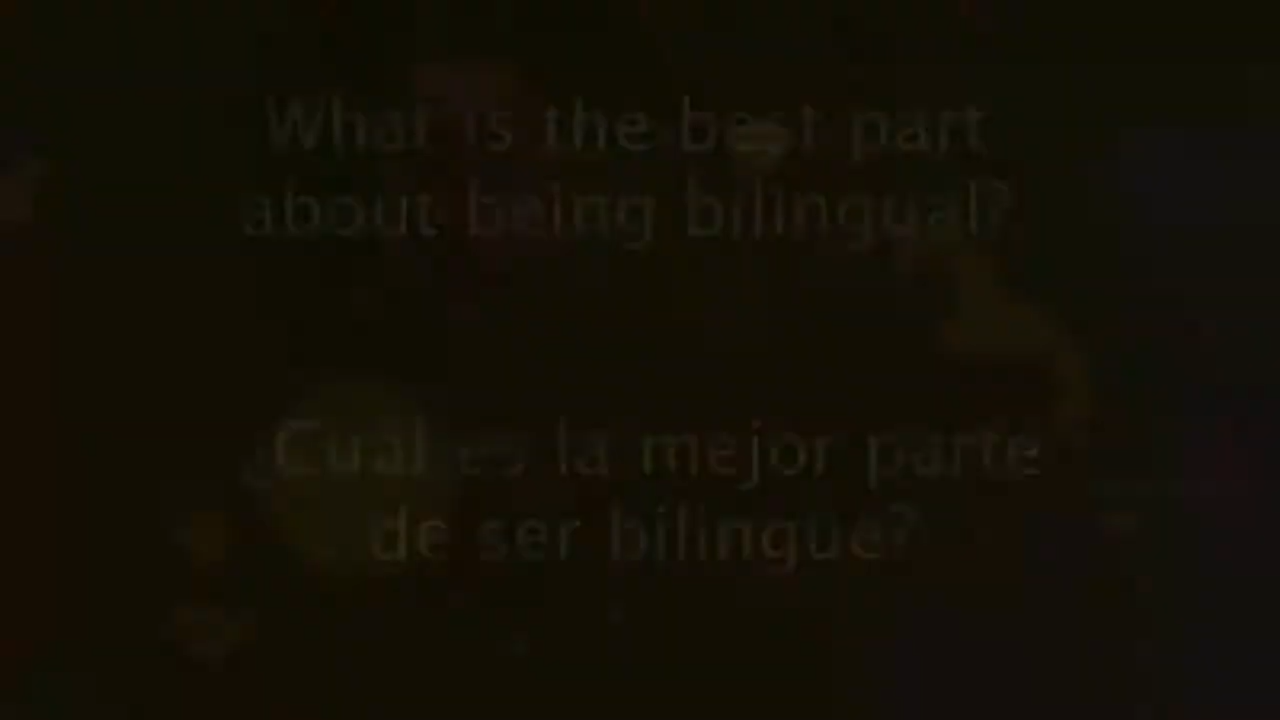 What is the best part
about being bilingual?
¿Cuál es la mejor parte
de ser bilingüe?